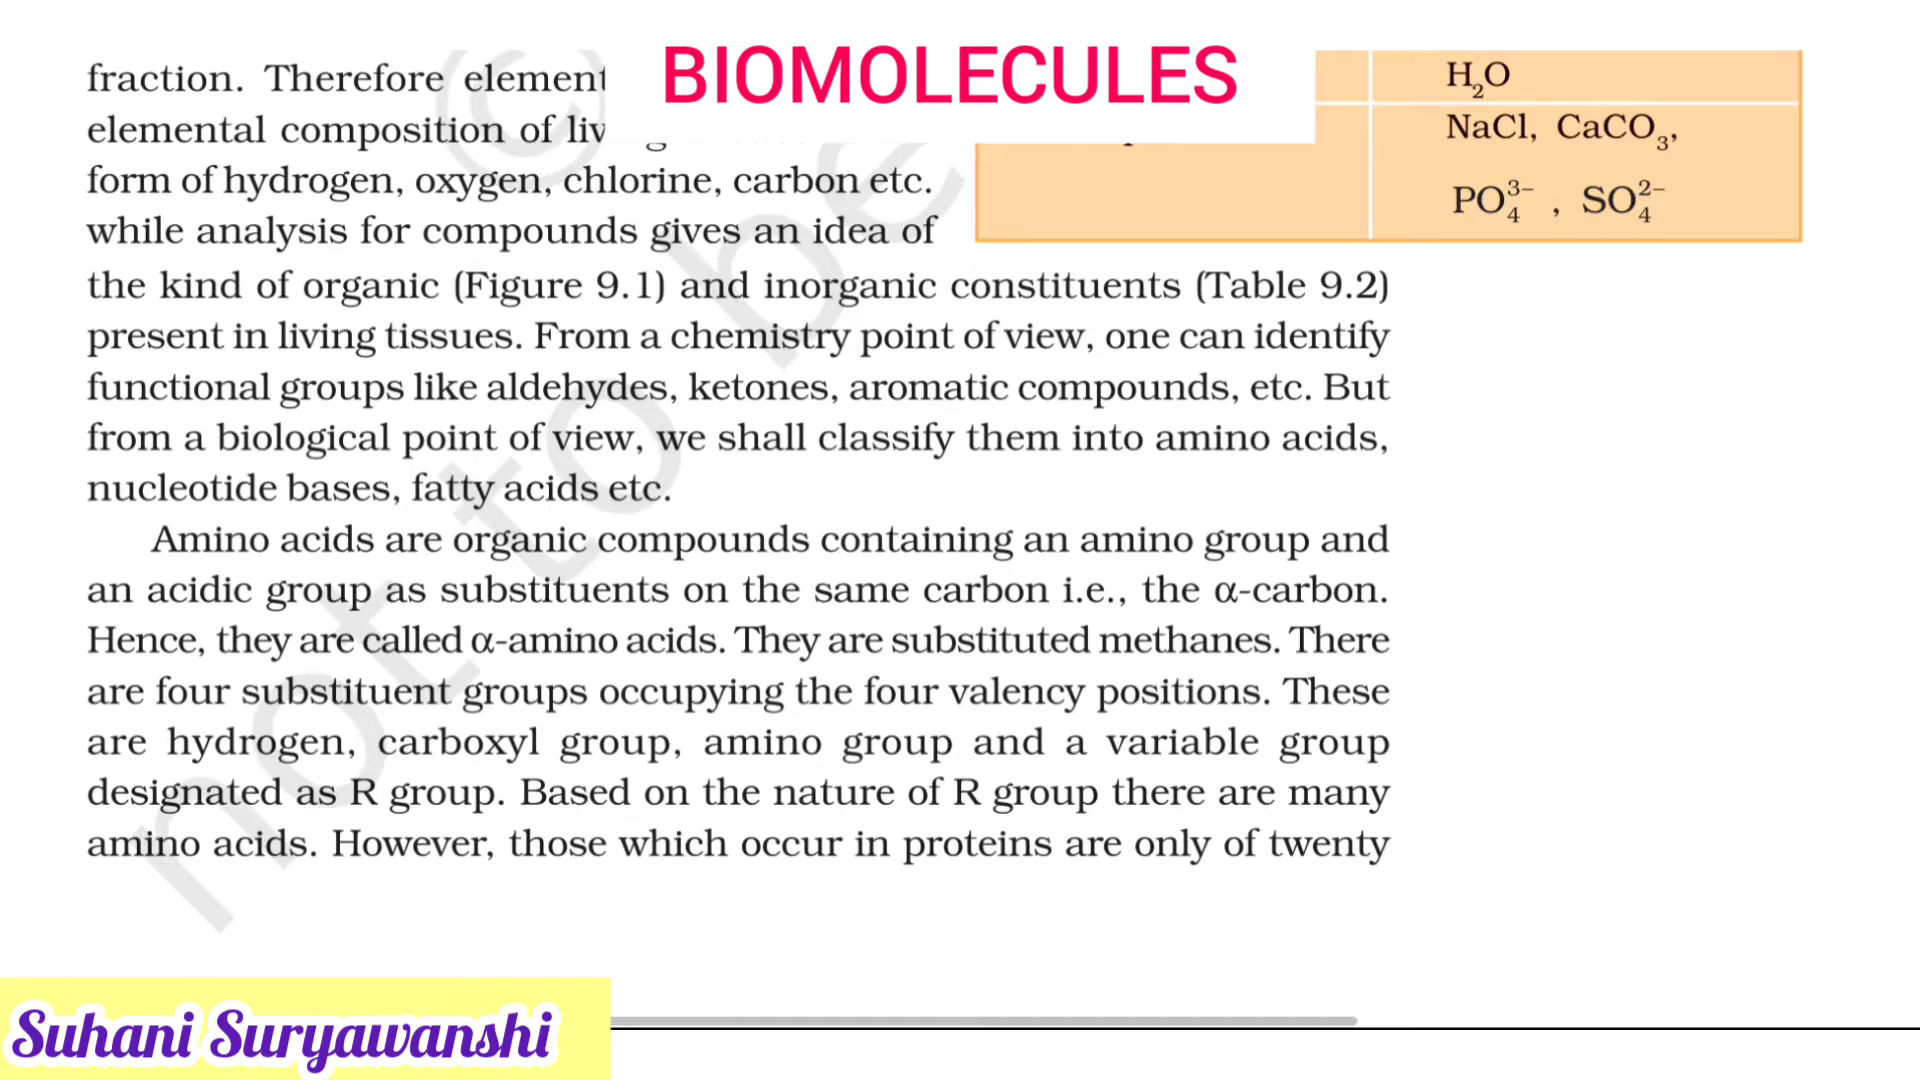 BIOMOLECULES
fraction. Therefore element
elemental composition of liv
form of hydrogen, oxygen, chlorine, carbon etc.
while analysis for compounds gives an idea of
H₂O
NaCl, CaCO₃,
PO₄³⁻ , SO₄²⁻
the kind of organic (Figure 9.1) and inorganic constituents (Table 9.2)
present in living tissues. From a chemistry point of view, one can identify
functional groups like aldehydes, ketones, aromatic compounds, etc. But
from a biological point of view, we shall classify them into amino acids,
nucleotide bases, fatty acids etc.
Amino acids are organic compounds containing an amino group and
an acidic group as substituents on the same carbon i.e., the α-carbon.
Hence, they are called α-amino acids. They are substituted methanes. There
are four substituent groups occupying the four valency positions. These
are hydrogen, carboxyl group, amino group and a variable group
designated as R group. Based on the nature of R group there are many
amino acids. However, those which occur in proteins are only of twenty
© not to be
Suhani Suryawanshi